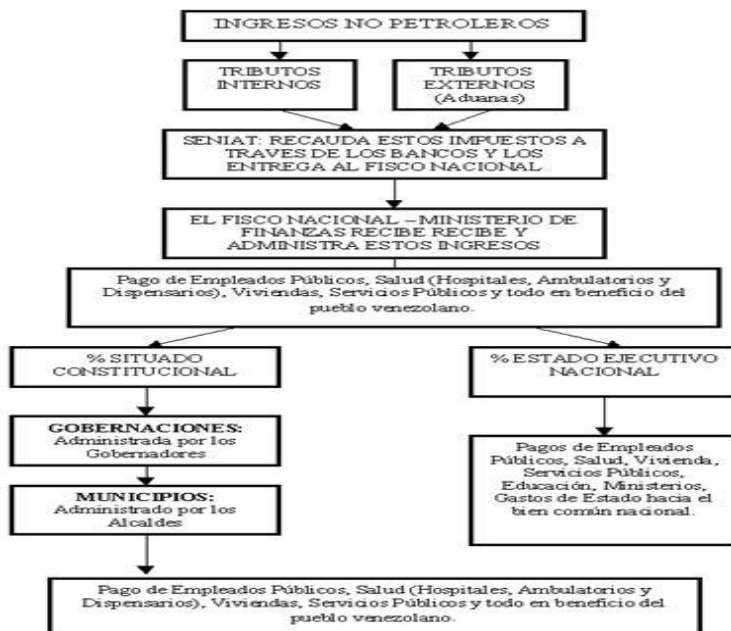 INGRESOS NO PETROLEROS
TRIBUTOS
INTERNOS
TRIBUTOS
EXTERNOS
(Aduanas)
SENIAT: RECAUDA ESTOS IMPUESTOS A
TRAVES DE LOS BANCOS Y LOS
ENTREGA AL FISCO NACIONAL
EL FISCO NACIONAL – MINISTERIO DE
FINANZAS RECIBE RECIBE Y
ADMINISTRA ESTOS INGRESOS
Pago de Empleados Públicos, Salud (Hospitales, Ambulatorios y
Dispensarios), Viviendas, Servicios Públicos y todo en beneficio del
pueblo venezolano.
% SITUADO
CONSTITUCIONAL
% ESTADO EJECUTIVO
NACIONAL
GOBERNACIONES:
Administrada por los
Gobernadores
Pagos de Empleados
Públicos, Salud, Vivienda,
Servicios Públicos,
Educación, Ministerios,
Gastos de Estado hacia el
bien común nacional.
MUNICIPIOS:
Administrado por los
Alcaldes
Pago de Empleados Públicos, Salud (Hospitales, Ambulatorios y
Dispensarios), Viviendas, Servicios Públicos y todo en beneficio del
pueblo venezolano.